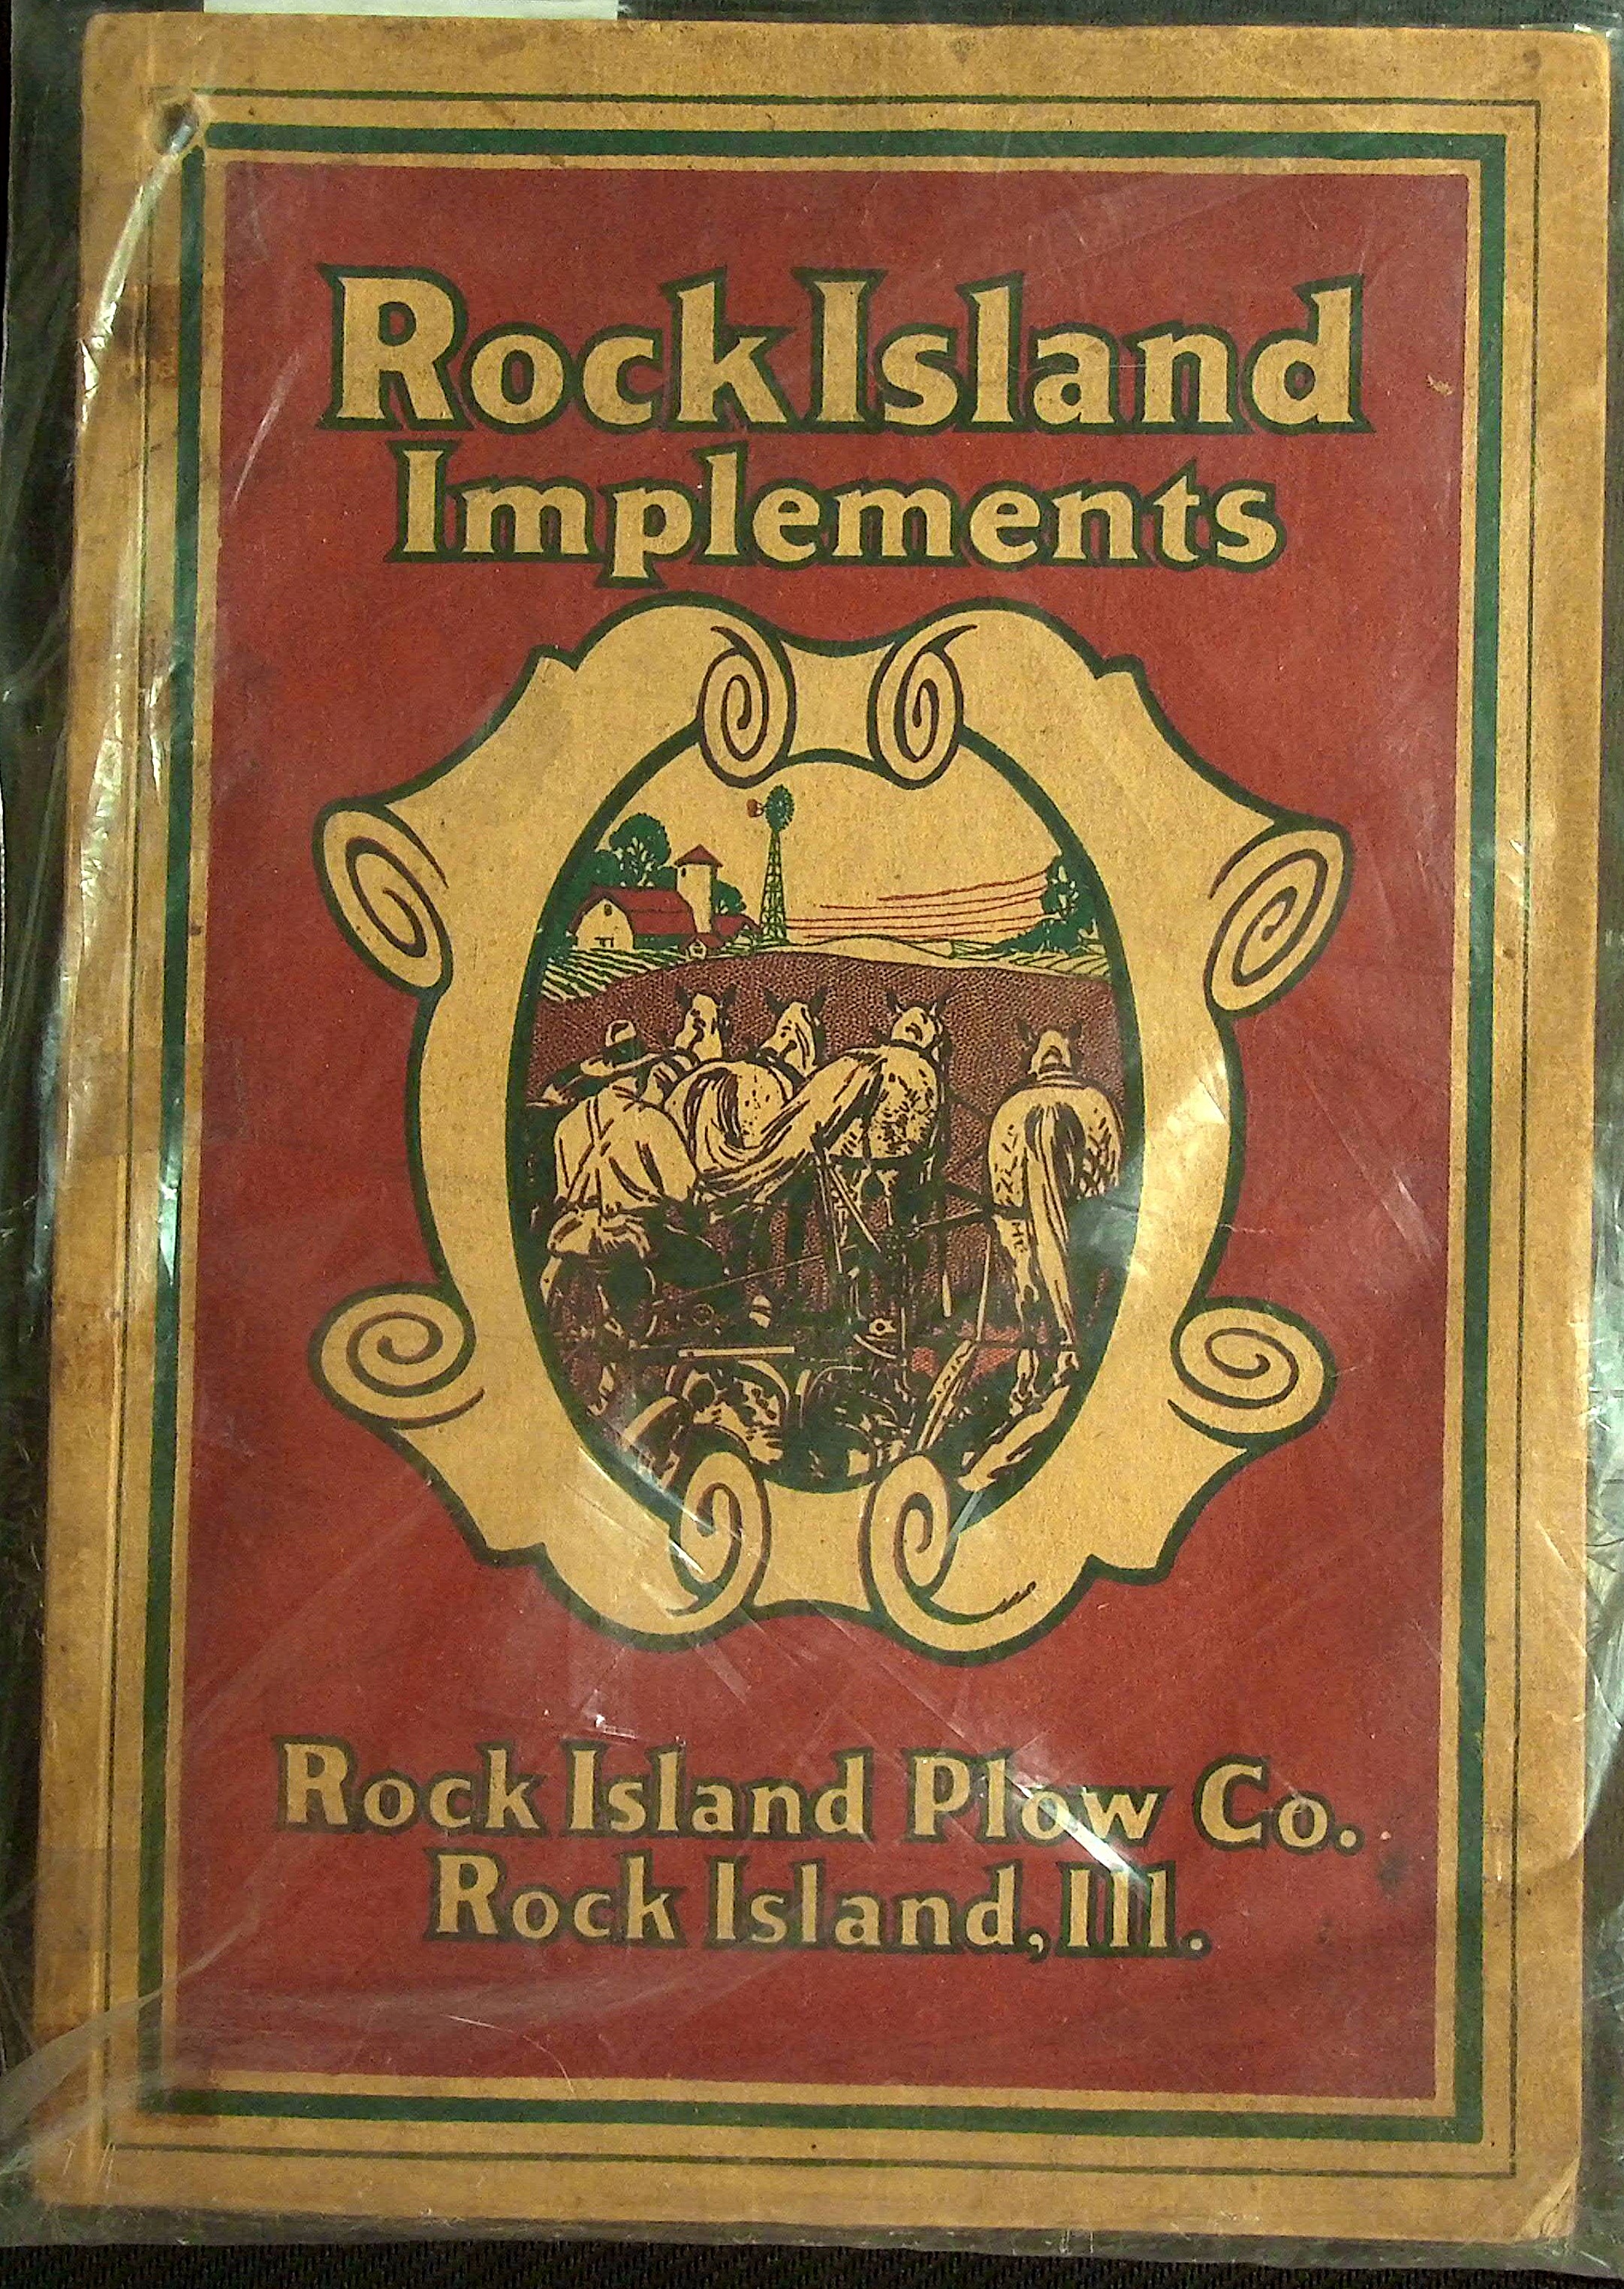 Rock Island
Implements
Rock Island Plow Co.
Rock Island, Ill.